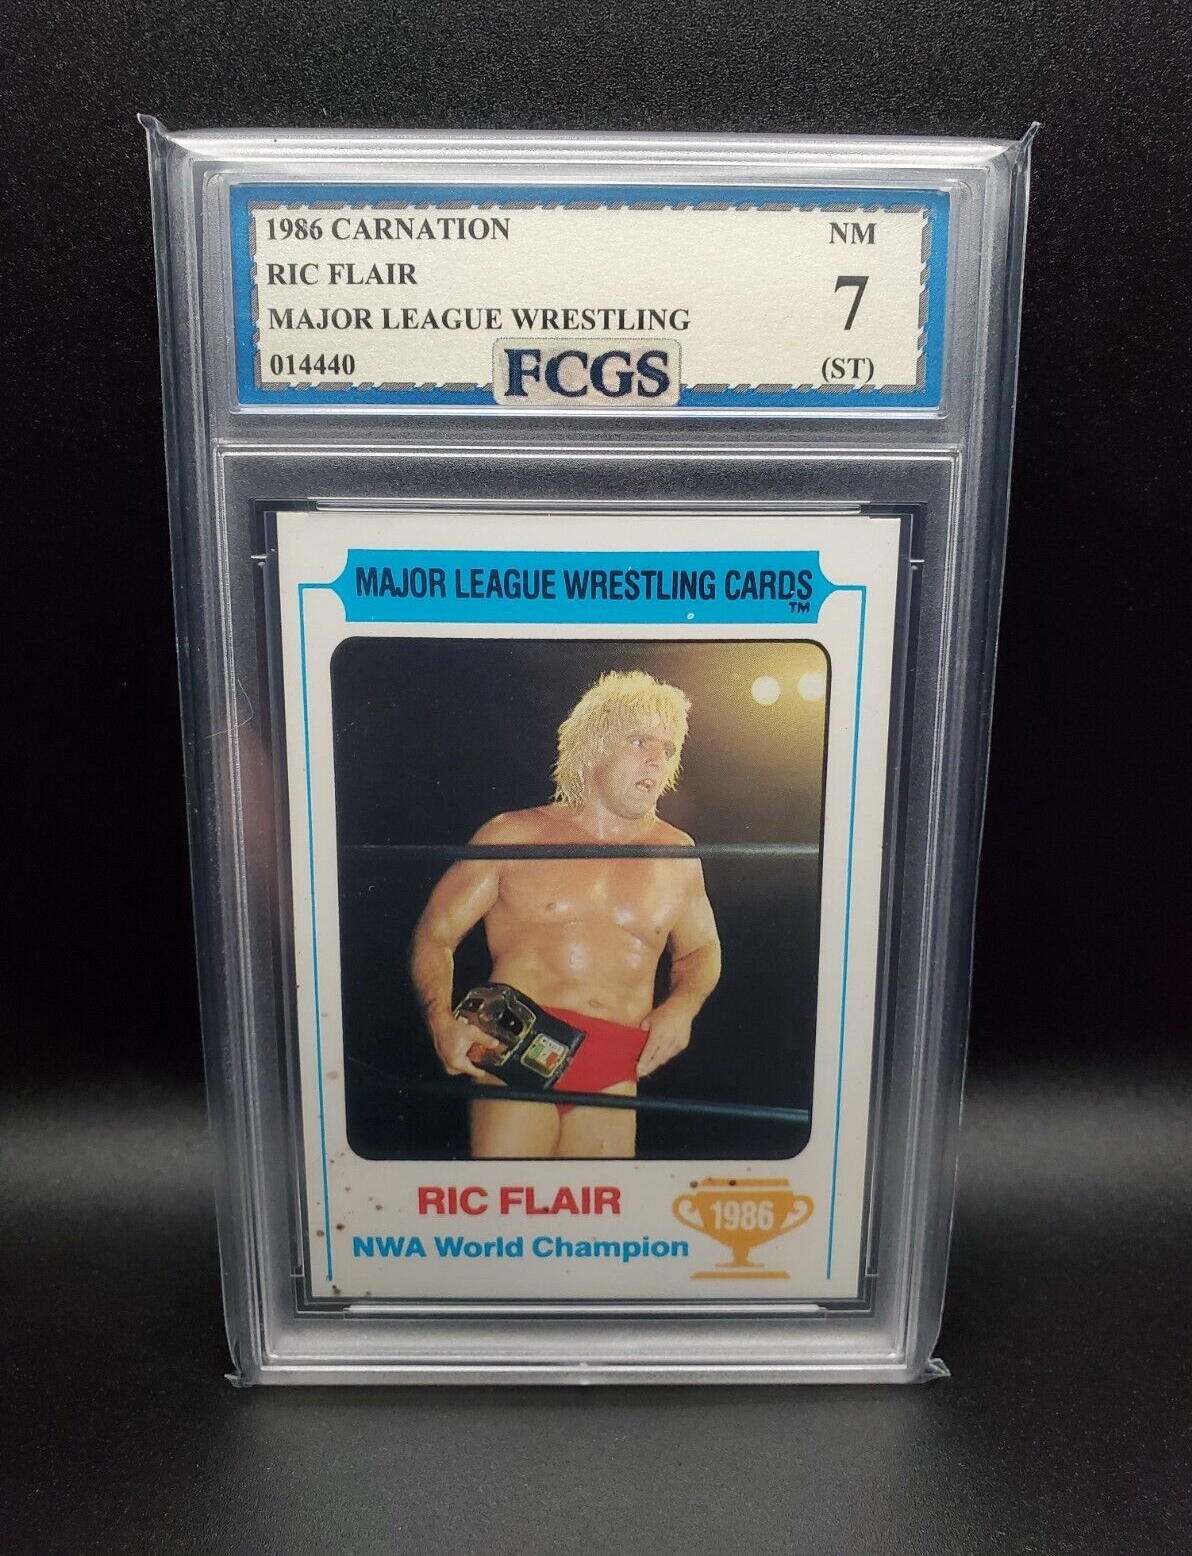 1986 CARNATION
NM
RIC FLAIR
7
MAJOR LEAGUE WRESTLING
014440
FCGS
(ST)
MAJOR LEAGUE WRESTLING CARDS
TM
RIC FLAIR
1986
NWA World Champion